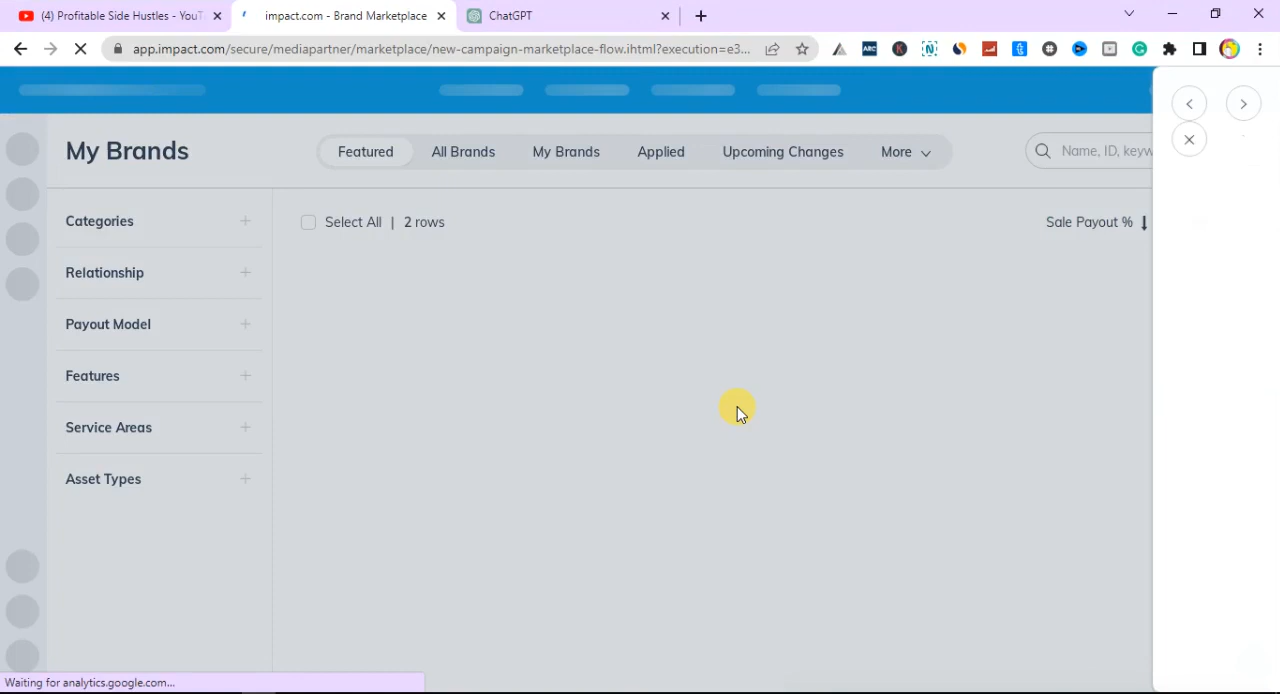 (4) Profitable Side Hustles - YouT
impact.com - Brand Marketplace
ChatGPT
app.impact.com/secure/mediapartner/marketplace/new-campaign-marketplace-flow.ihtml?execution=e3...
My Brands
Featured
All Brands
My Brands
Applied
Upcoming Changes
More
Name, ID, keyw
Categories
Select All | 2 rows
Sale Payout %
Relationship
Payout Model
Features
Service Areas
Asset Types
Waiting for analytics.google.com...